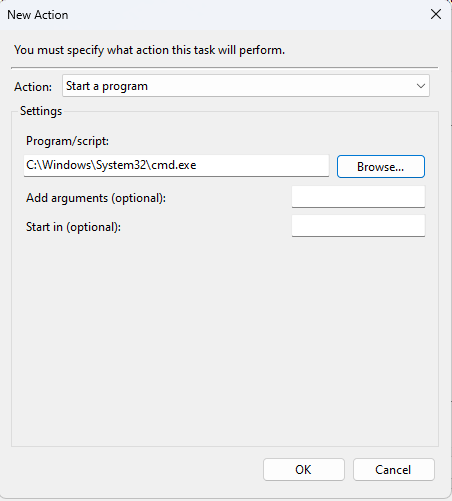 New Action
You must specify what action this task will perform.
Action: Start a program
Settings
Program/script:
C:\Windows\System32\cmd.exe Browse...
Add arguments (optional):
Start in (optional):
OK Cancel